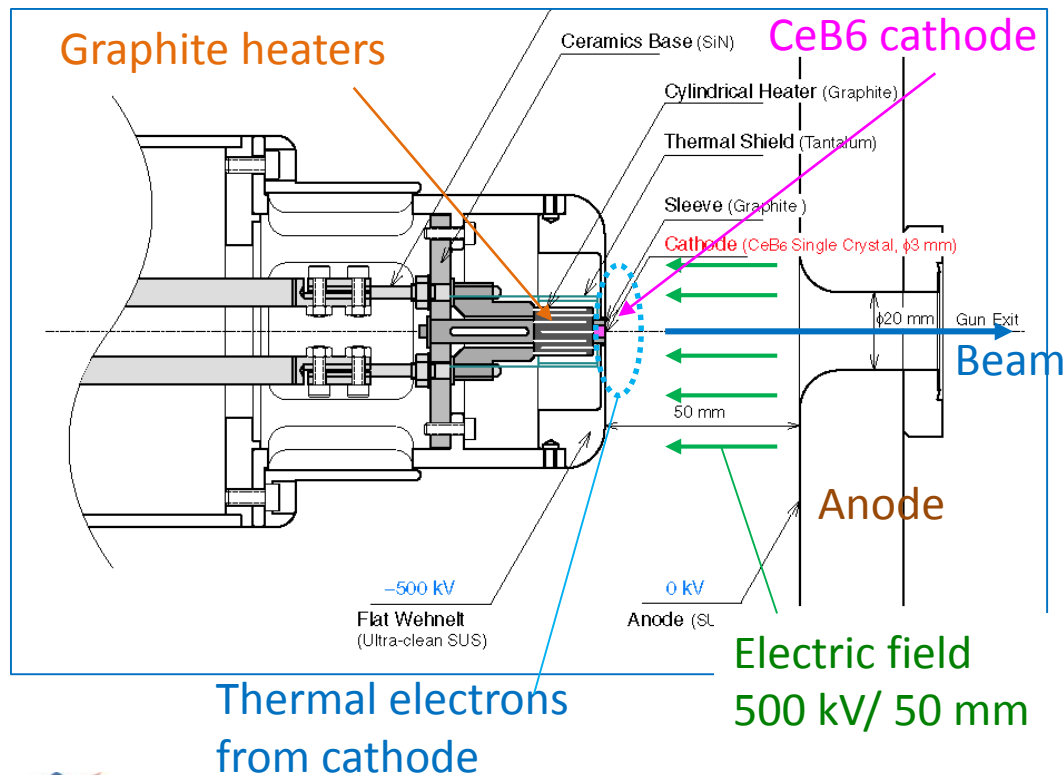 Graphite heaters
Ceramics Base (SiN)
CeB6 cathode
Cylindrical Heater (Graphite)
Thermal Shield (Tantalum)
Sleeve (Graphite )
Cathode (CeB6 Single Crystal, ϕ3 mm)
ϕ20 mm
Gun Exit
Beam
50 mm
Anode
−500 kV
0 kV
Flat Wehnelt
(Ultra-clean SUS)
Anode
Electric field
500 kV/ 50 mm
Thermal electrons
from cathode